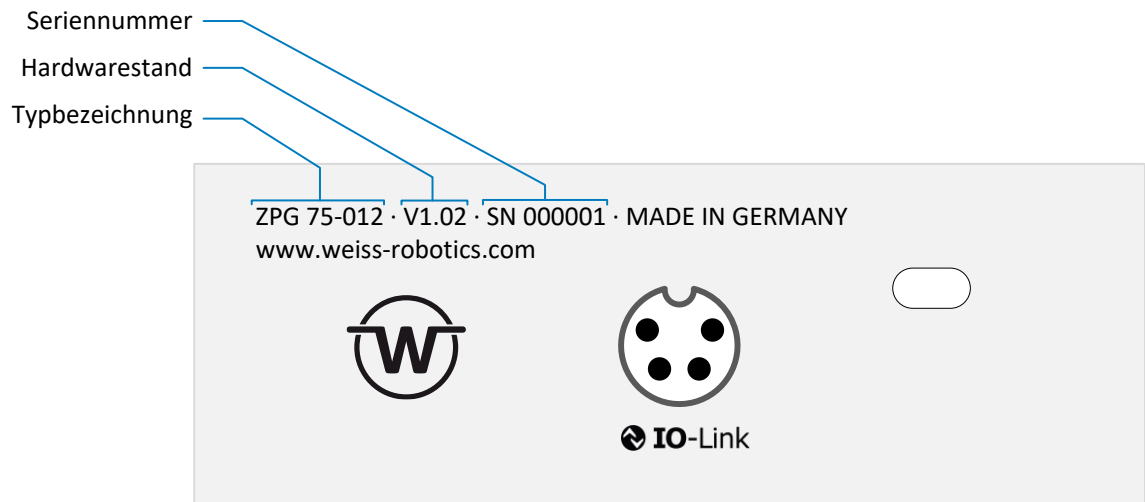 Seriennummer
Hardwarestand
Typbezeichnung
ZPG 75-012 · V1.02 · SN 000001 · MADE IN GERMANY
www.weiss-robotics.com
W
IO-Link